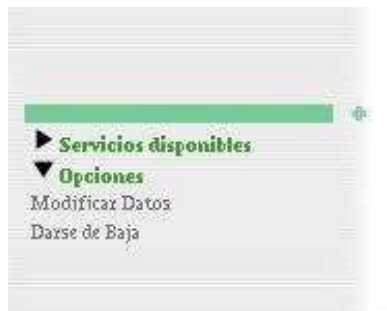 Servicios disponibles
Opciones
Modificar Datos
Darse de Baja